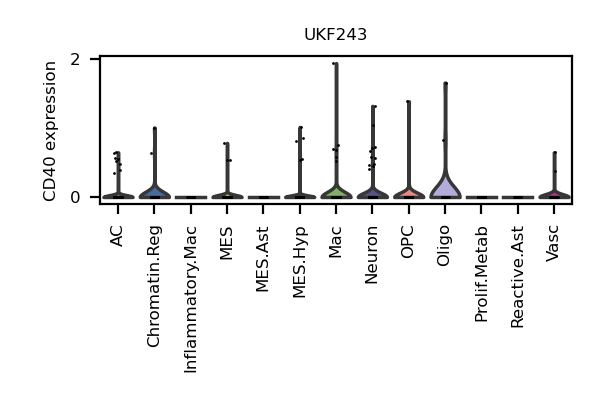 UKF243
CD40 expression
2
0
AC
Chromatin.Reg
Inflammatory.Mac
MES
MES.Ast
MES.Hyp
Mac
Neuron
OPC
Oligo
Prolif.Metab
Reactive.Ast
Vasc